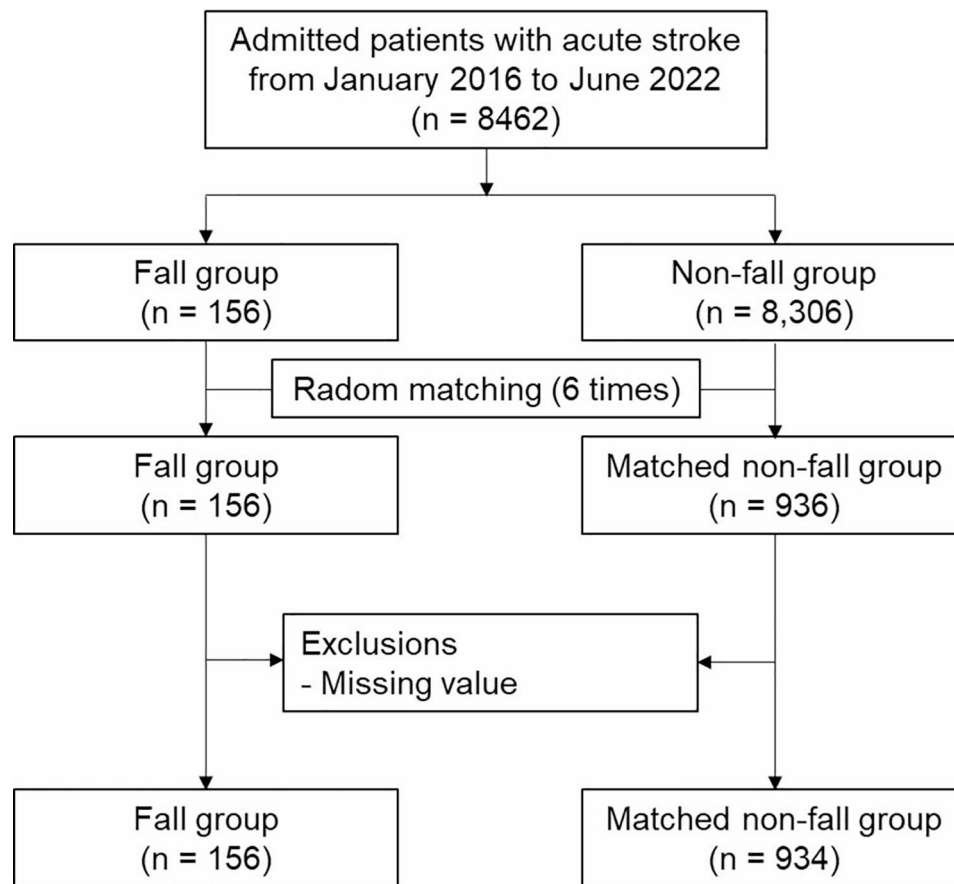 Admitted patients with acute stroke
from January 2016 to June 2022
(n = 8462)
Fall group
(n = 156)
Non-fall group
(n = 8,306)
Radom matching (6 times)
Fall group
(n = 156)
Matched non-fall group
(n = 936)
Exclusions
- Missing value
Fall group
(n = 156)
Matched non-fall group
(n = 934)